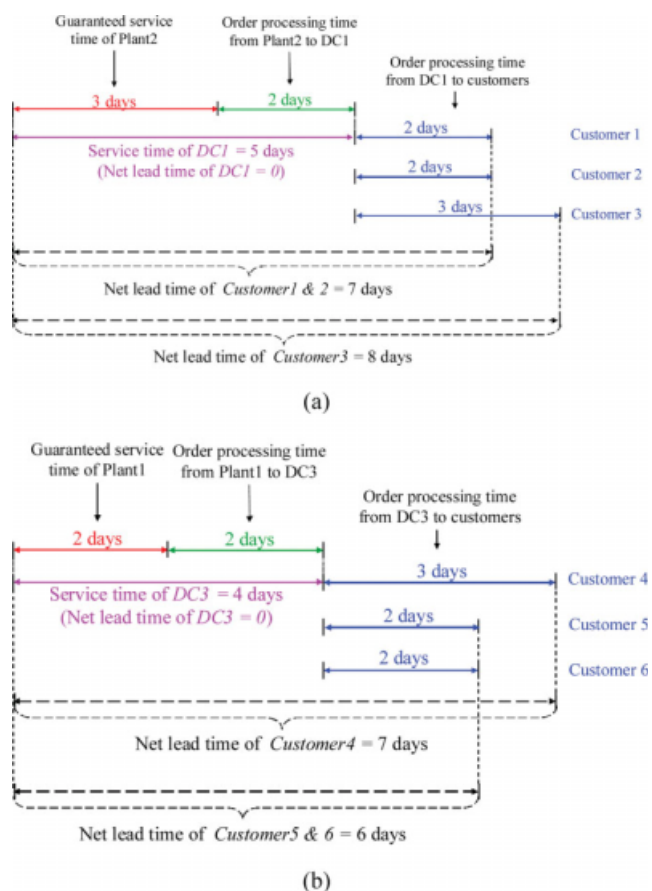 Guaranteed service
time of Plant2
Order processing time
from Plant2 to DC1
Order processing time
from DC1 to customers
3 days
2 days
2 days
Customer 1
Service time of DC1 = 5 days
(Net lead time of DC1 = 0)
2 days
Customer 2
3 days
Customer 3
Net lead time of Customer1 & 2 = 7 days
Net lead time of Customer3 = 8 days
(a)
Guaranteed service
time of Plant1
Order processing time
from Plant1 to DC3
Order processing time
from DC3 to customers
2 days
2 days
3 days
Customer 4
Service time of DC3 = 4 days
(Net lead time of DC3 = 0)
2 days
Customer 5
2 days
Customer 6
Net lead time of Customer4 = 7 days
Net lead time of Customer5 & 6 = 6 days
(b)